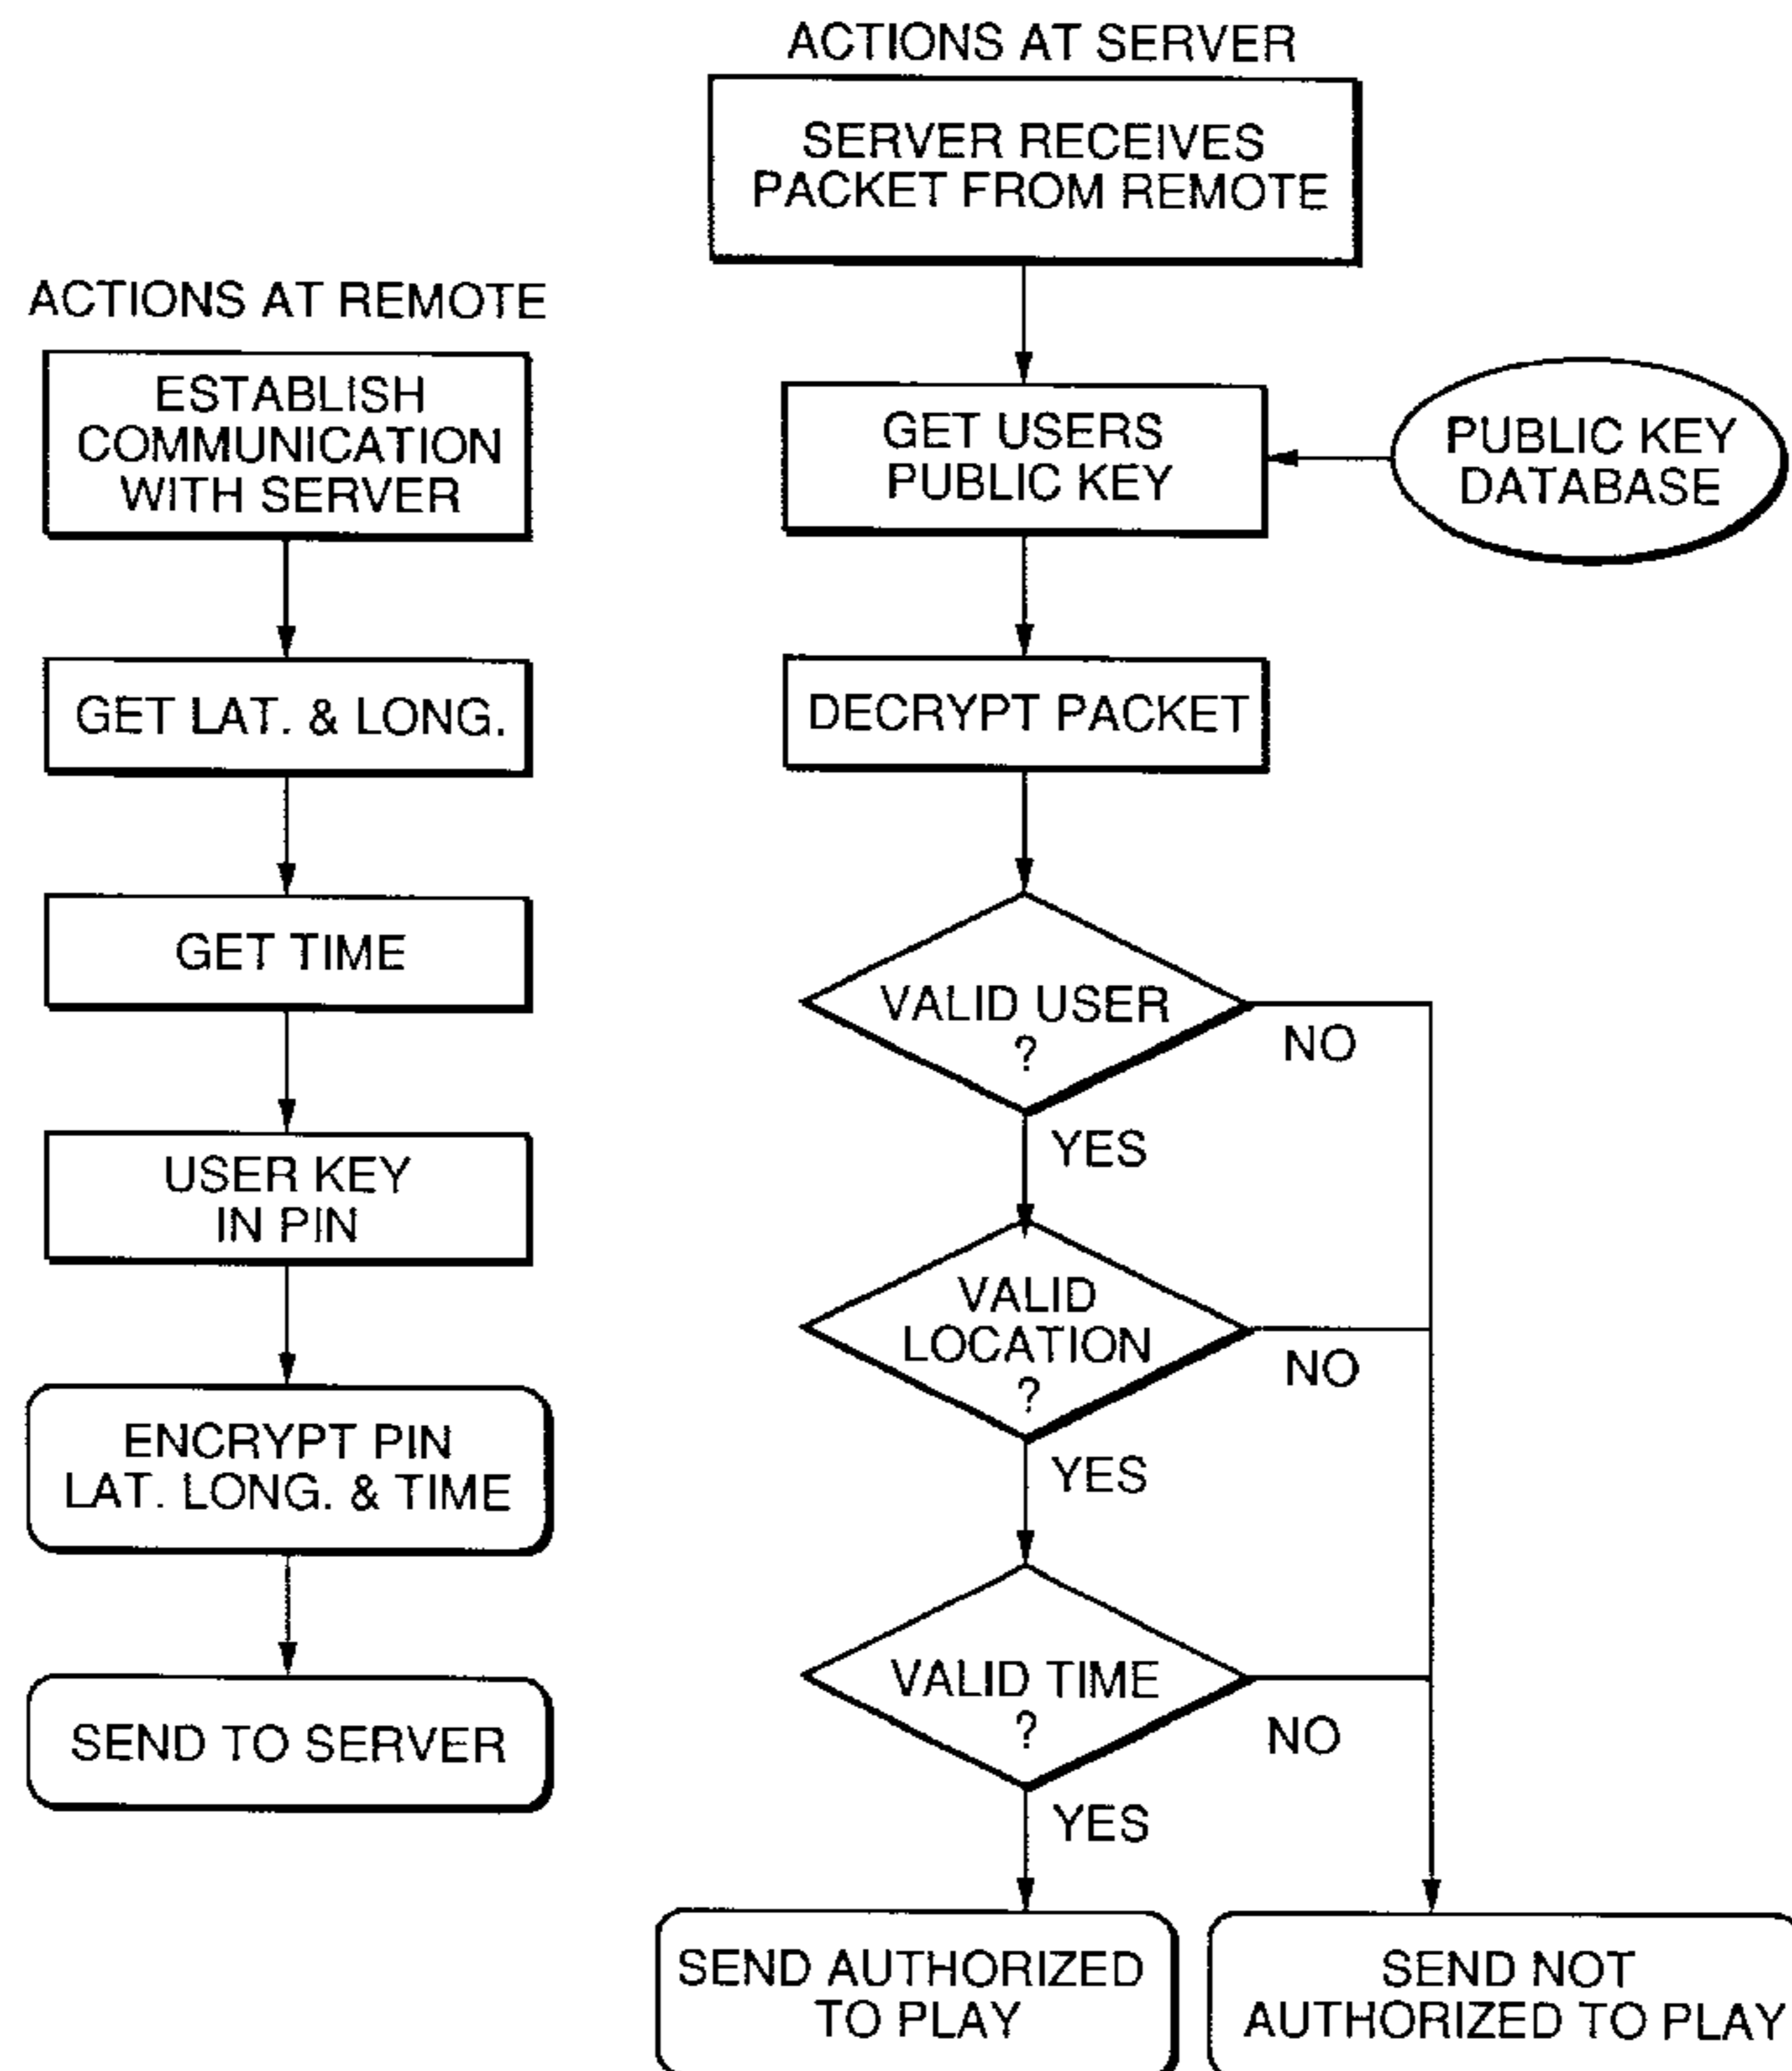 ACTIONS AT REMOTE
ESTABLISH
COMMUNICATION
WITH SERVER
GET LAT. & LONG.
GET TIME
USER KEY
IN PIN
ENCRYPT PIN
LAT. LONG. & TIME
SEND TO SERVER
ACTIONS AT SERVER
SERVER RECEIVES
PACKET FROM REMOTE
GET USERS
PUBLIC KEY
PUBLIC KEY
DATABASE
DECRYPT PACKET
VALID USER
?
NO
YES
VALID
LOCATION
?
NO
YES
VALID TIME
?
NO
YES
SEND AUTHORIZED
TO PLAY
SEND NOT
AUTHORIZED TO PLAY